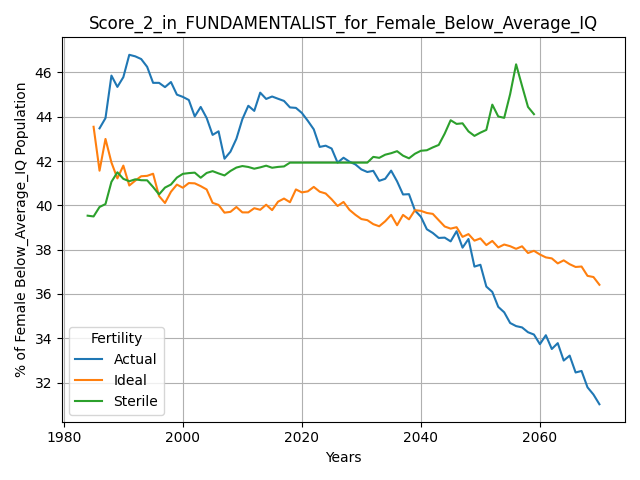 Score_2_in_FUNDAMENTALIST_for_Female_Below_Average_IQ
% of Female Below_Average_IQ Population
46
44
42
40
38
36
34
32
Fertility
Actual
Ideal
Sterile
1980
2000
2020
2040
2060
Years